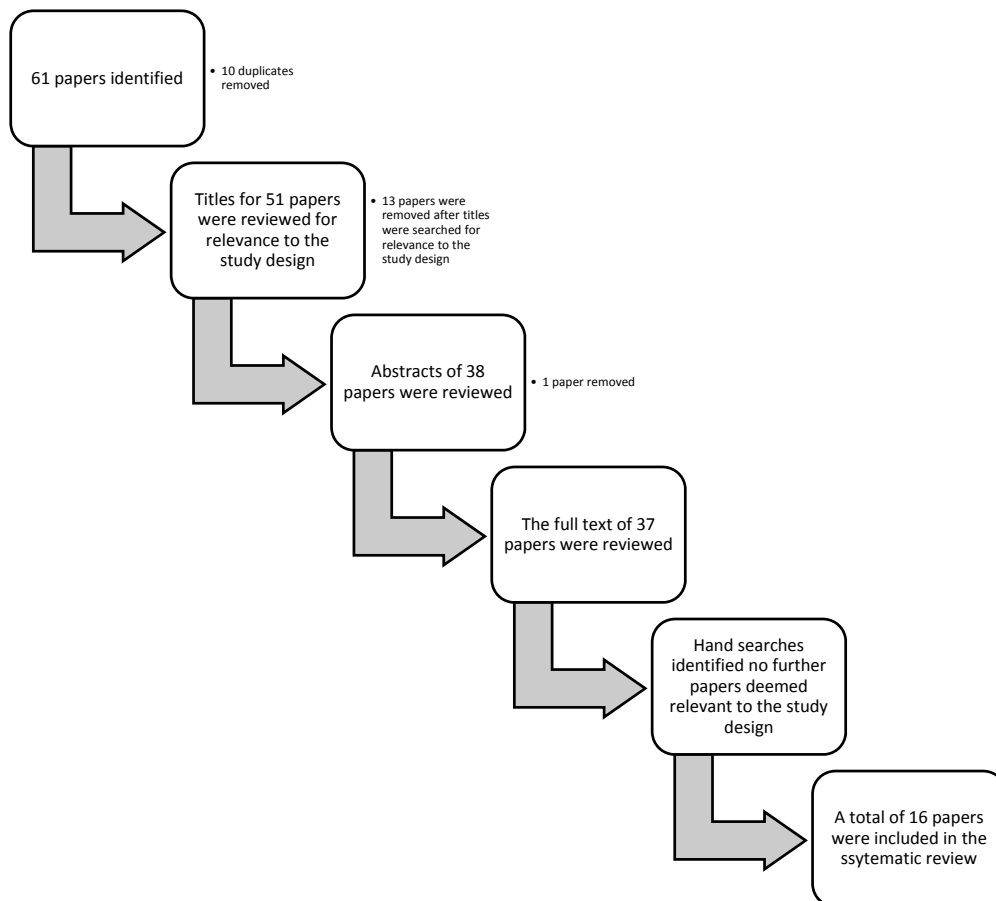 61 papers identified
• 10 duplicates
removed
Titles for 51 papers
were reviewed for
relevance to the
study design
• 13 papers were
removed after titles
were searched for
relevance to the
study design
Abstracts of 38
papers were reviewed
• 1 paper removed
The full text of 37
papers were reviewed
Hand searches
identified no further
papers deemed
relevant to the study
design
A total of 16 papers
were included in the
ssytematic review